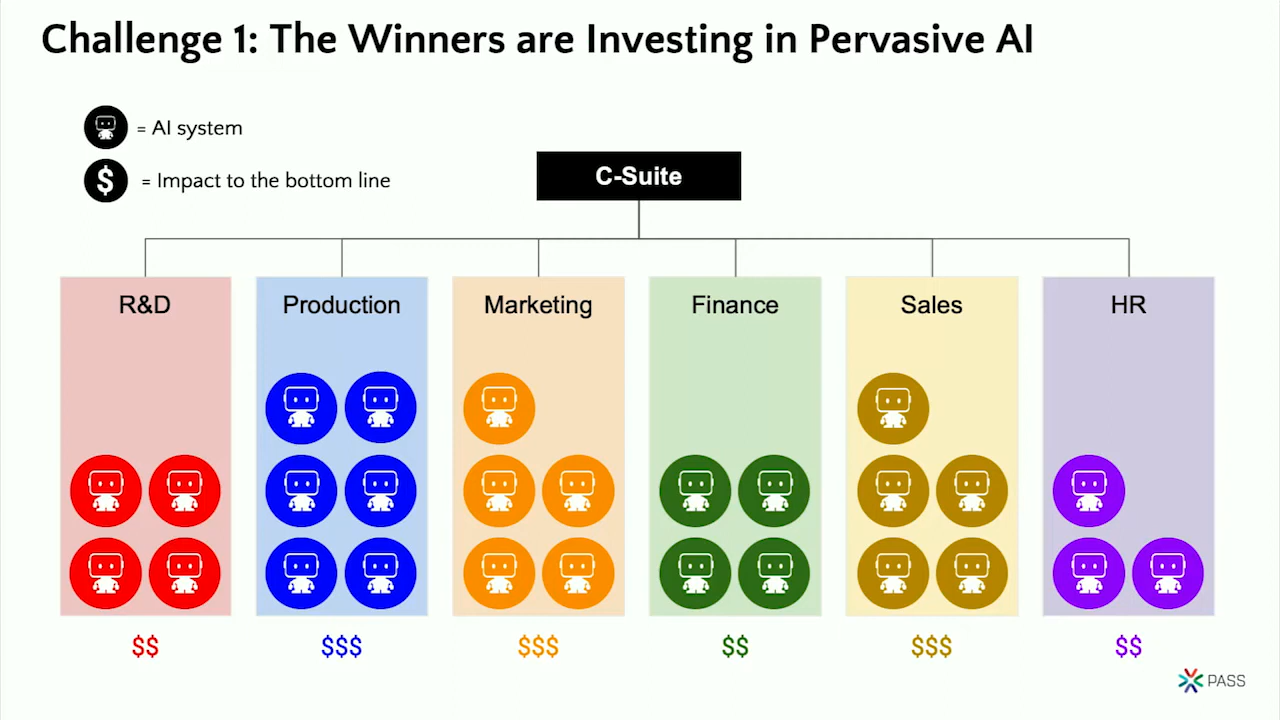 Challenge 1: The Winners are Investing in Pervasive AI
= AI system
$ = Impact to the bottom line
C-Suite
R&D
Production
Marketing
Finance
Sales
HR
$$
$$$
$$$
$$
$$$
$$
PASS